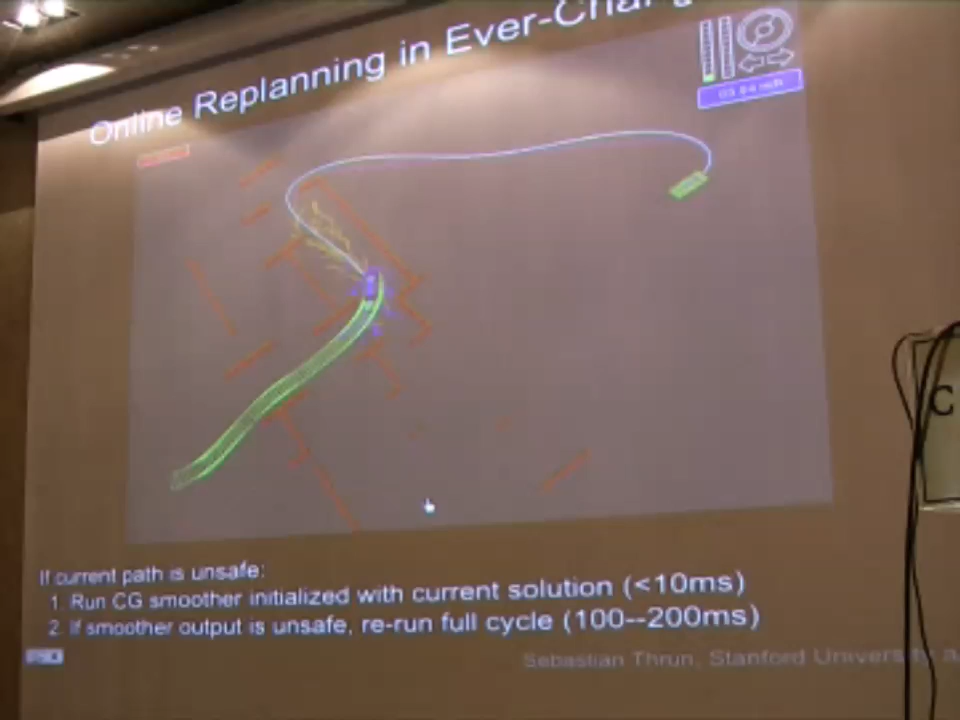 Online Replanning in Ever-Chang
If current path is unsafe:
1. Run CG smoother initialized with current solution (<10ms)
2. If smoother output is unsafe, re-run full cycle (100--200ms)
Sebastian Thrun, Stanford University
C